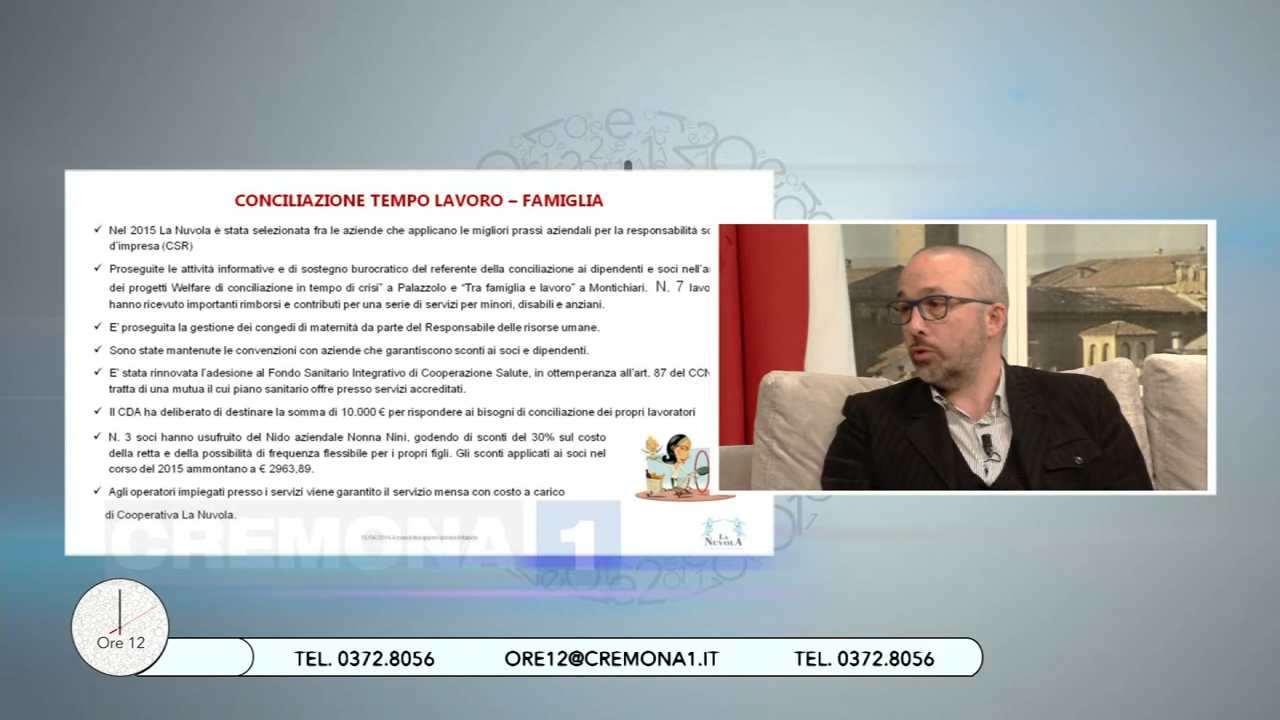 CONCILIAZIONE TEMPO LAVORO – FAMIGLIA
✓ Nel 2015 La Nuvola è stata selezionata fra le aziende che applicano le migliori prassi aziendali per la responsabilità
d'impresa (CSR)
✓ Proseguite le attività informative e di sostegno burocratico del referente della conciliazione ai dipendenti e soci
dei progetti Welfare di conciliazione in tempo di crisi" a Palazzolo e "Tra famiglia e lavoro" a Montichiari. N. 7
hanno ricevuto importanti rimborsi e contributi per una serie di servizi per minori, disabili e anziani.
✓ E' proseguita la gestione dei congedi di maternità da parte del Responsabile delle risorse umane.
✓ Sono state mantenute le convenzioni con aziende che garantiscono sconti ai soci e dipendenti.
✓ E' stata rinnovata l'adesione al Fondo Sanitario Integrativo di Cooperazione Salute, in ottemperanza all'art. 87 del
tratta di una mutua il cui piano sanitario offre presso servizi accreditati.
✓ Il CDA ha deliberato di destinare la somma di 10.000 € per rispondere ai bisogni di conciliazione dei propri lavoratori
✓ N. 3 soci hanno usufruito del Nido aziendale Nonna Nini, godendo di sconti del 30% sul costo
della retta e della possibilità di frequenza flessibile per i propri figli. Gli sconti applicati ai soci nel
corso del 2015 ammontano a € 2963,89.
✓ Agli operatori impiegati presso i servizi viene garantito il servizio mensa con costo a carico
di Cooperativa La Nuvola.
LA
NUVOLA
CREMONA 1
Ore 12
TEL. 0372.8056 ORE12@CREMONA1.IT TEL. 0372.8056